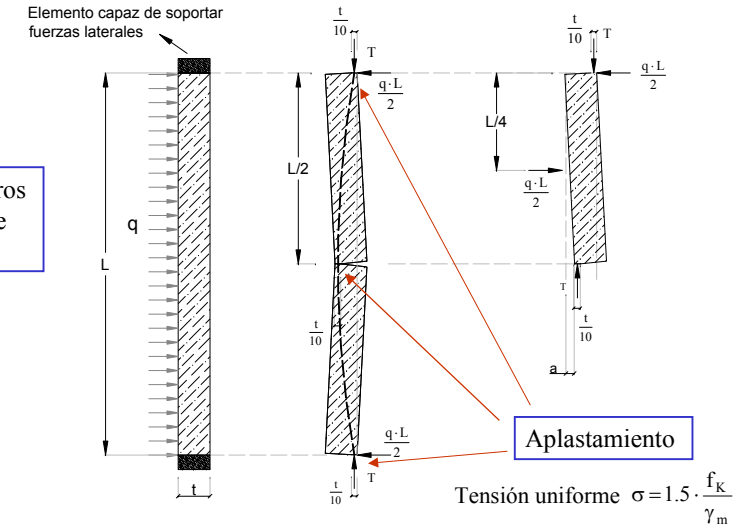 Elemento capaz de soportar
fuerzas laterales
t/10
T
q·L/2
L/2
q
L
t
t/10
t/10
T
q·L/2
t/10
T
q·L/2
L/4
q·L/2
T
t/10
a
ros
e
Aplastamiento
Tensión uniforme σ=1.5·f_K/γ_m